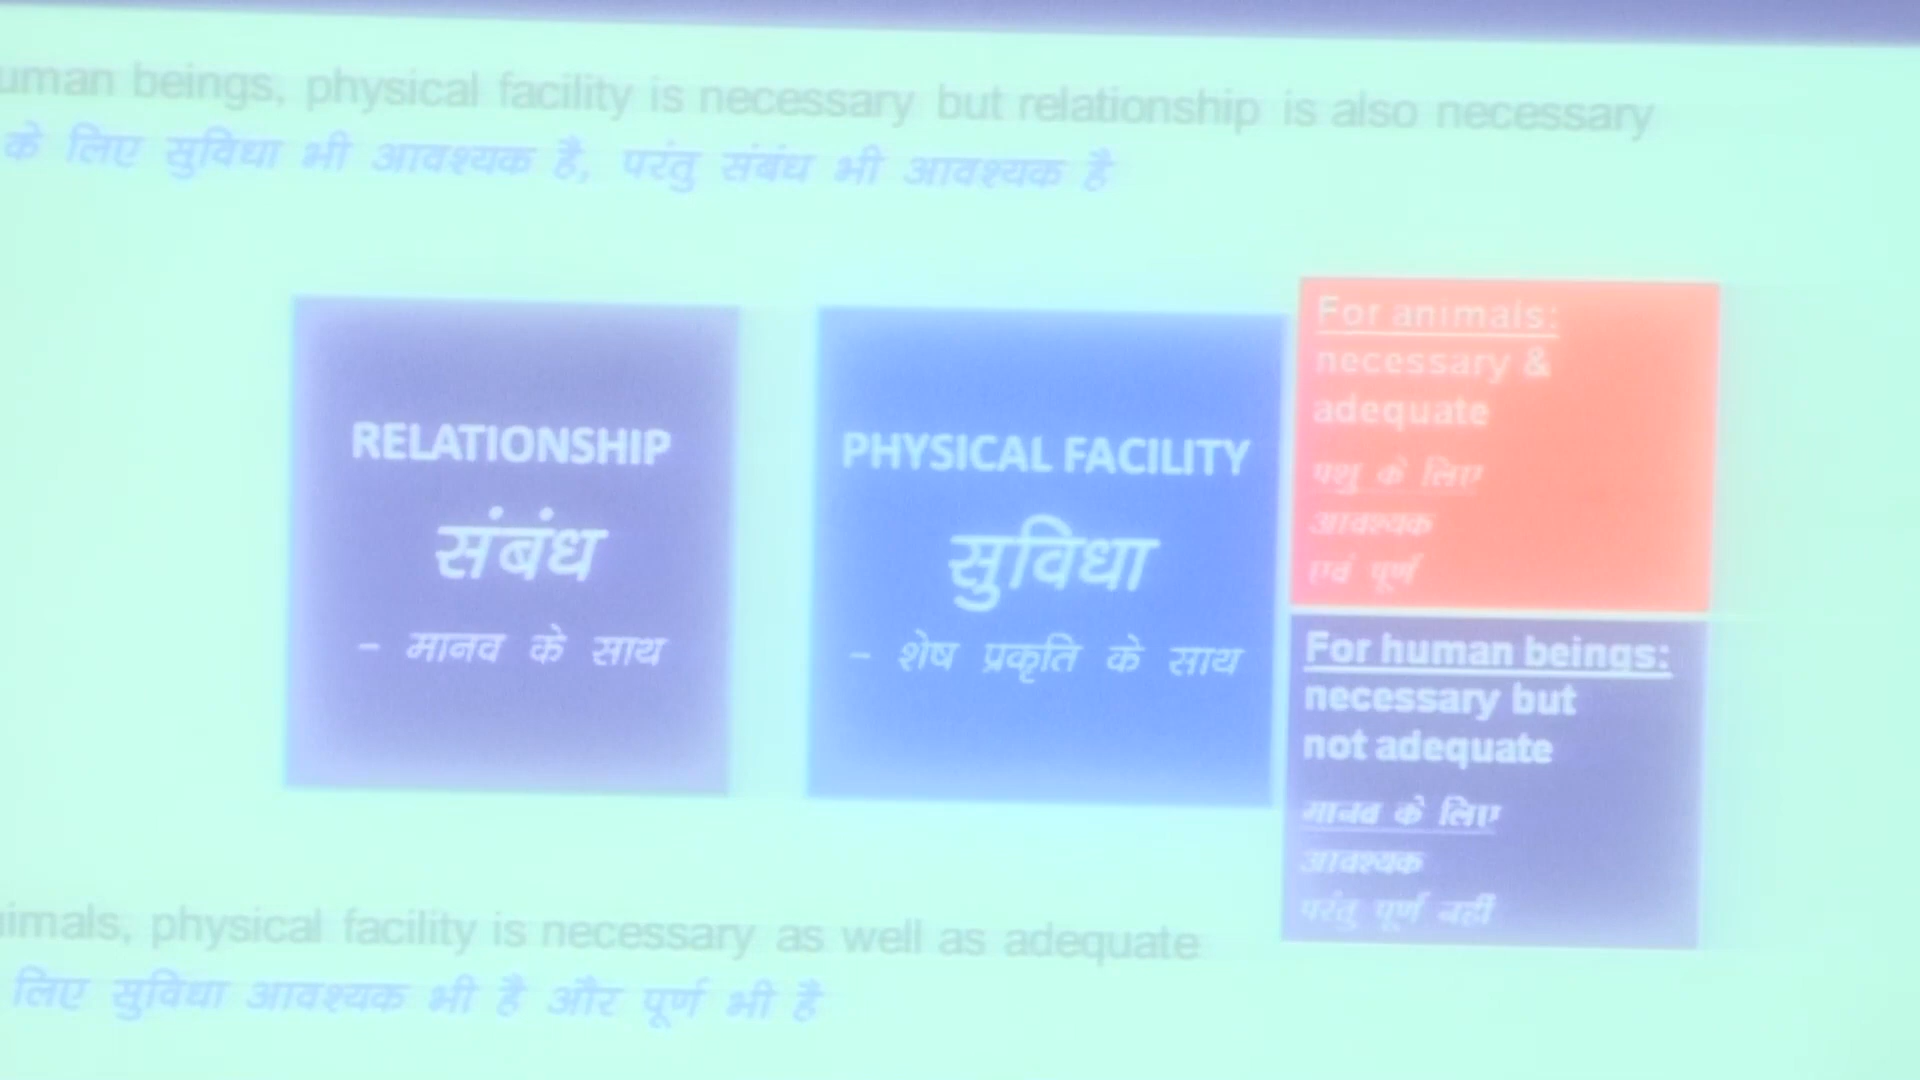 uman beings, physical facility is necessary but relationship is also necessary
के लिए सुविधा भी आवश्यक है, परंतु संबंध भी आवश्यक है
RELATIONSHIP
संबंध
– मानव के साथ
PHYSICAL FACILITY
सुविधा
– शेष प्रकृति के साथ
For animals:
necessary &
adequate
पशु के लिए
आवश्यक
एवं पूर्ण
For human beings:
necessary but
not adequate
मानव के लिए
आवश्यक
परंतु पूर्ण नहीं
nimals, physical facility is necessary as well as adequate
लिए सुविधा आवश्यक भी है और पूर्ण भी है